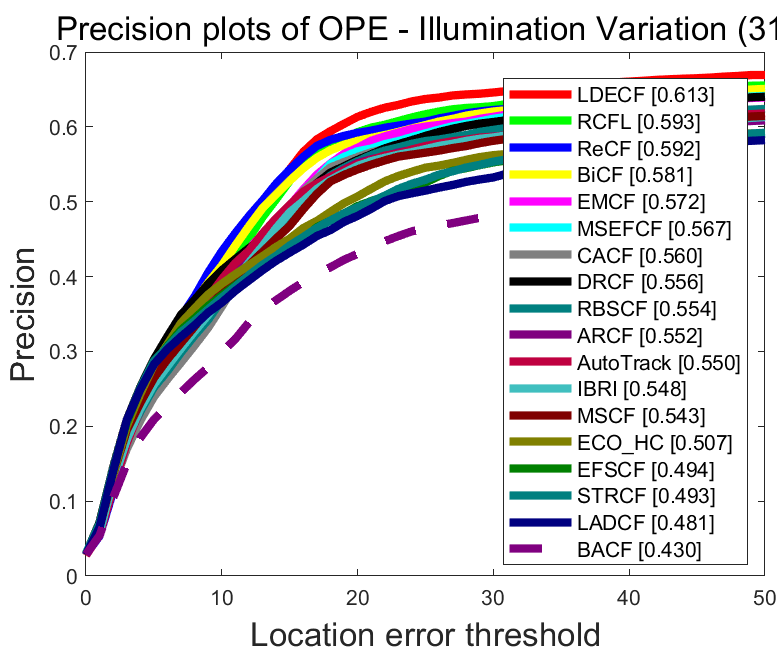 Precision plots of OPE - Illumination Variation (31
0.7
0.6
0.5
0.4
0.3
0.2
0.1
0
Precision
LDECF [0.613]
RCFL [0.593]
ReCF [0.592]
BiCF [0.581]
EMCF [0.572]
MSEFCF [0.567]
CACF [0.560]
DRCF [0.556]
RBSCF [0.554]
ARCF [0.552]
AutoTrack [0.550]
IBRI [0.548]
MSCF [0.543]
ECO_HC [0.507]
EFSCF [0.494]
STRCF [0.493]
LADCF [0.481]
BACF [0.430]
0 10 20 30 40 50
Location error threshold